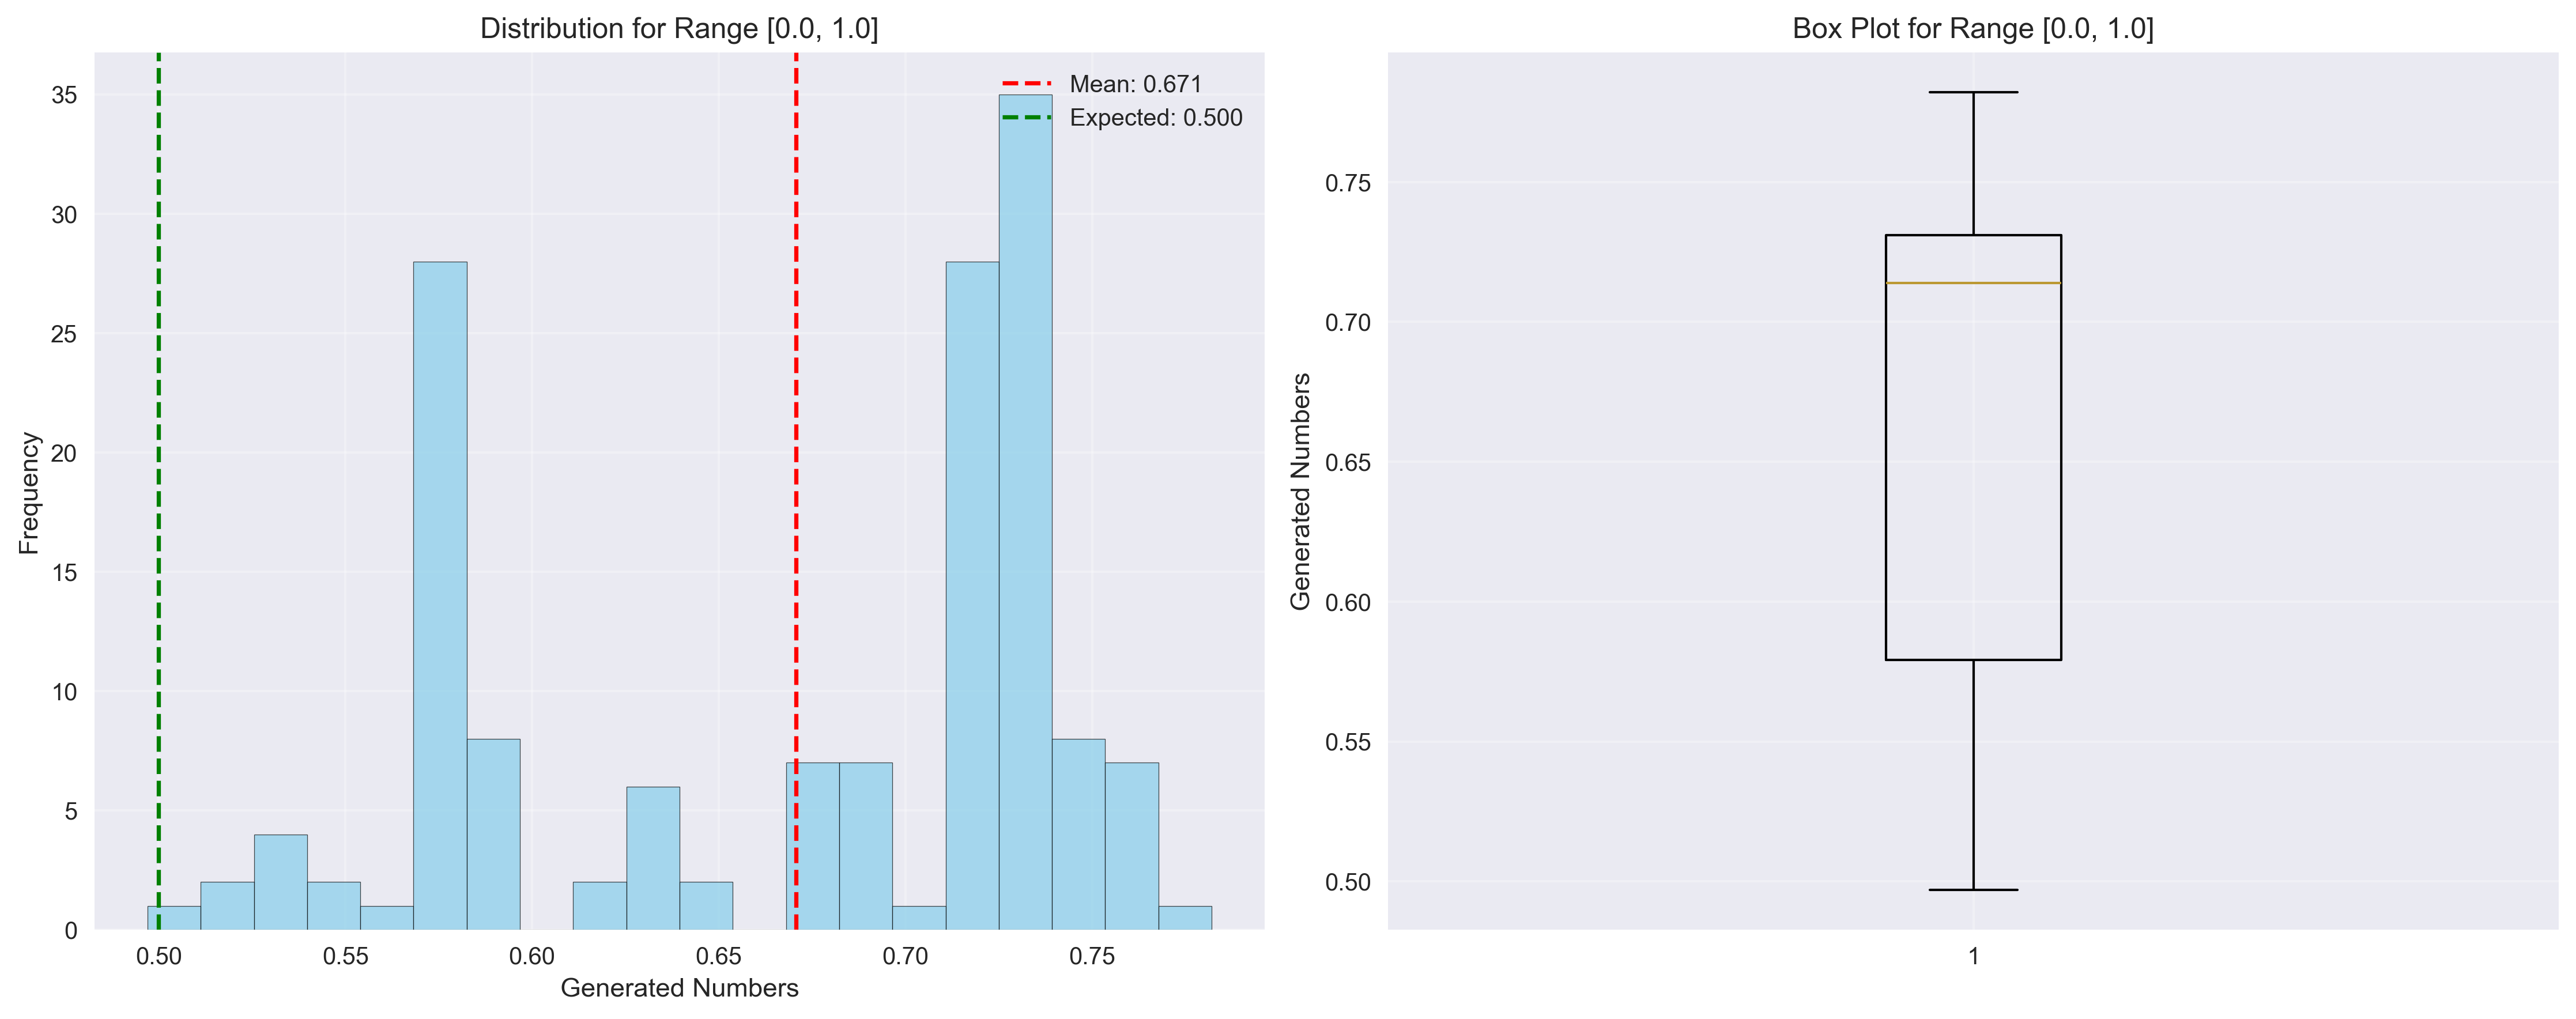 Distribution for Range [0.0, 1.0]
Mean: 0.671
Expected: 0.500
Frequency
35
30
25
20
15
10
5
0
0.50 0.55 0.60 0.65 0.70 0.75
Generated Numbers
Box Plot for Range [0.0, 1.0]
Generated Numbers
0.75
0.70
0.65
0.60
0.55
0.50
1